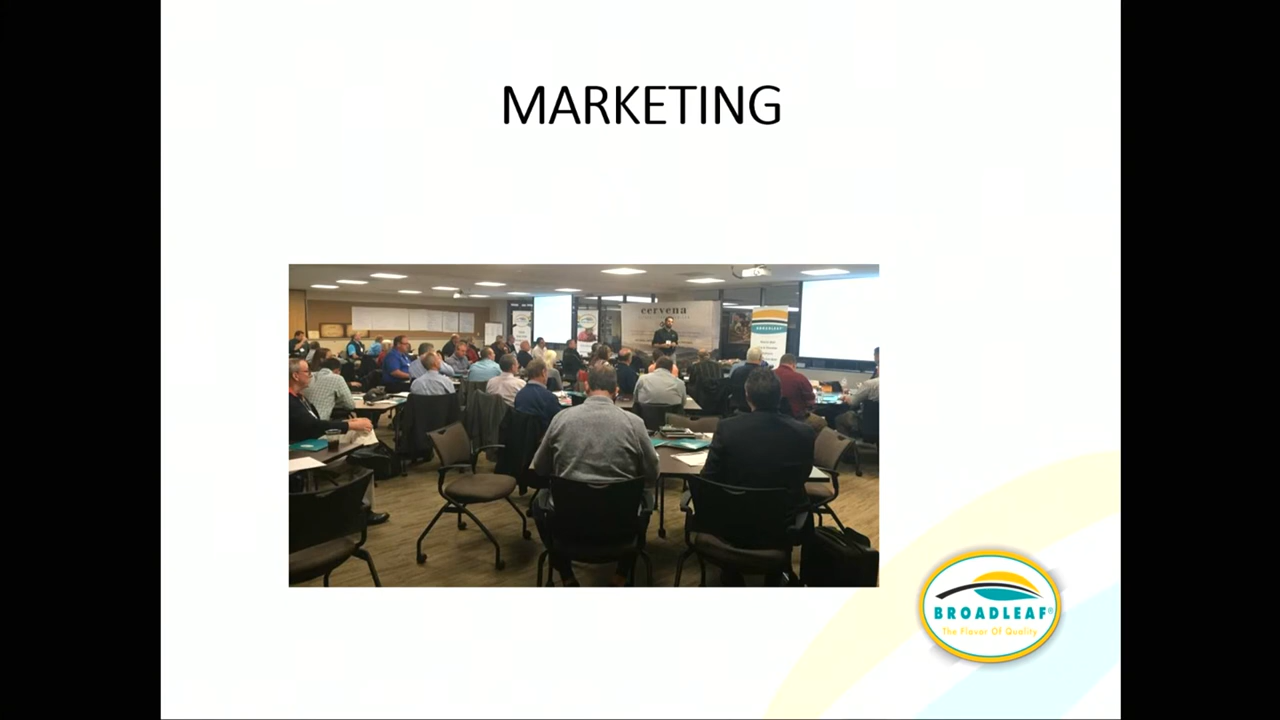 MARKETING
cervena
BROADLEAF
BROADLEAF®
The Flavor Of Quality